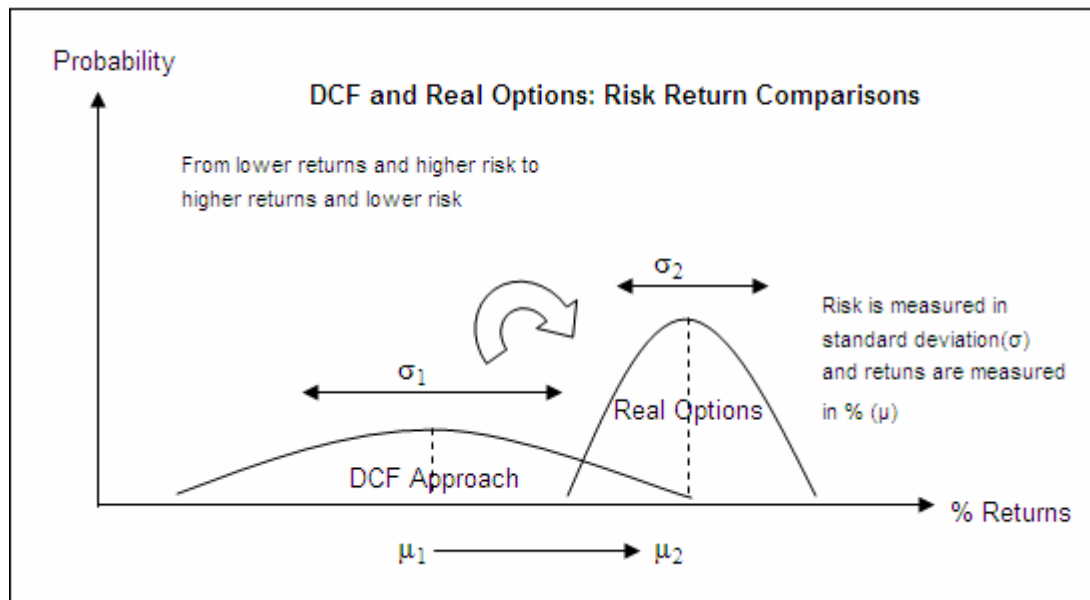 Probability
DCF and Real Options: Risk Return Comparisons
From lower returns and higher risk to
higher returns and lower risk
σ2
Risk is measured in
standard deviation(σ)
and retuns are measured
in % (μ)
σ1
Real Options
DCF Approach
% Returns
μ1
μ2